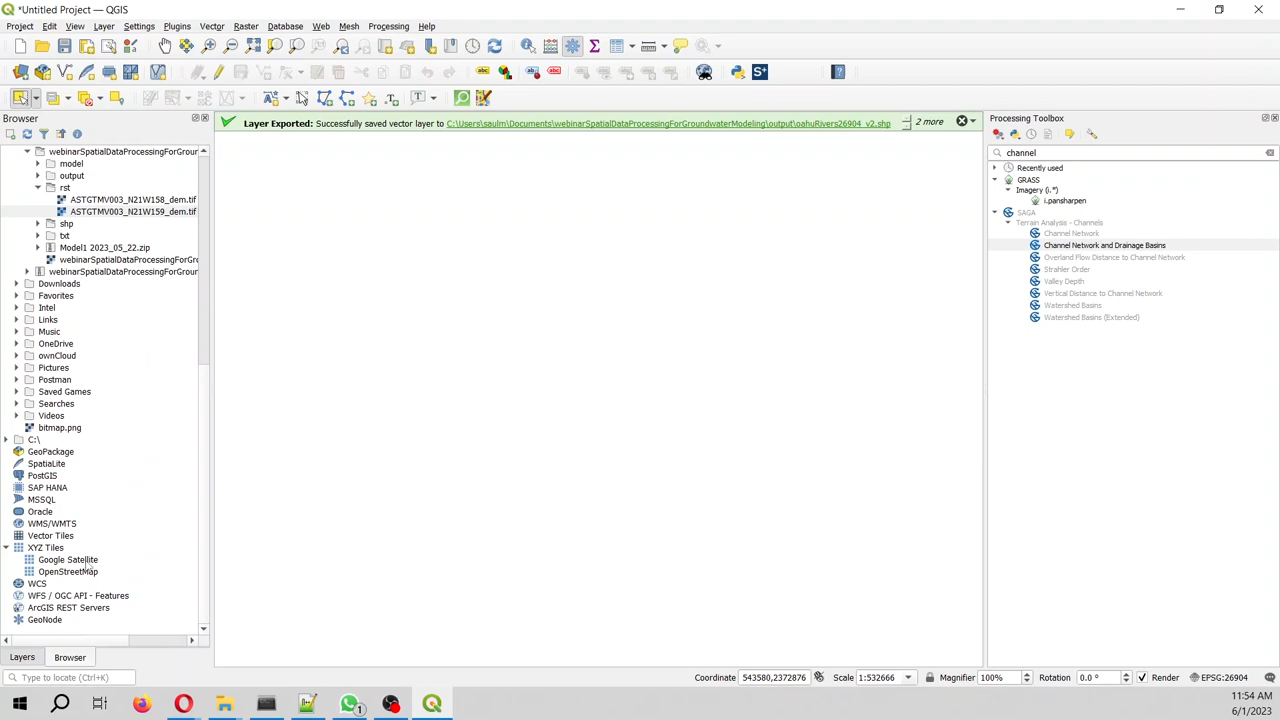 *Untitled Project — QGIS
Project Edit View Layer Settings Plugins Vector Raster Database Web Mesh Processing Help
Browser
Layer Exported: Successfully saved vector layer to C:\Users\saulm\Documents\webinarSpatialDataProcessingForGroundwaterModeling\output\oahuRivers26904_v2.shp
2 more
Processing Toolbox
channel
webinarSpatialDataProcessingForGroun
model
output
rst
ASTGTMV003_N21W158_dem.tif
ASTGTMV003_N21W159_dem.tif
shp
txt
Model1 2023_05_22.zip
webinarSpatialDataProcessingForGro
webinarSpatialDataProcessingForGroun
Downloads
Favorites
Intel
Links
Music
OneDrive
ownCloud
Pictures
Postman
Saved Games
Searches
Videos
bitmap.png
C:\
GeoPackage
SpatiaLite
PostGIS
SAP HANA
MSSQL
Oracle
WMS/WMTS
Vector Tiles
XYZ Tiles
Google Satellite
OpenStreetMap
WCS
WFS / OGC API - Features
ArcGIS REST Servers
GeoNode
Recently used
GRASS
Imagery (i.*)
i.pansharpen
SAGA
Terrain Analysis - Channels
Channel Network
Channel Network and Drainage Basins
Overland Flow Distance to Channel Network
Strahler Order
Valley Depth
Vertical Distance to Channel Network
Watershed Basins
Watershed Basins (Extended)
Layers Browser
Type to locate (Ctrl+K)
Coordinate 543580,2372876 Scale 1:532666 Magnifier 100% Rotation 0.0 ° Render EPSG:26904
1
11:54 AM
6/1/2023